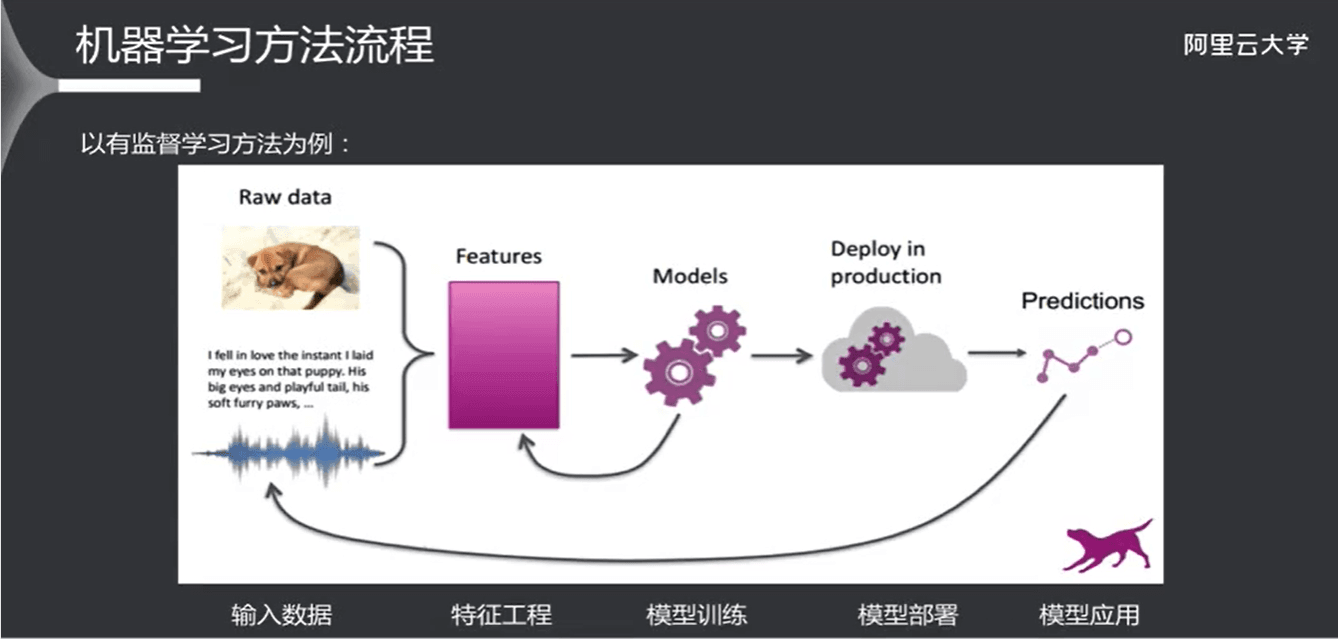 机器学习方法流程
阿里云大学
以有监督学习方法为例：
Raw data
I fell in love the instant I laid
my eyes on that puppy. His
big eyes and playful tail, his
soft furry paws, ...
Features
Models
Deploy in
production
Predictions
输入数据
特征工程
模型训练
模型部署
模型应用